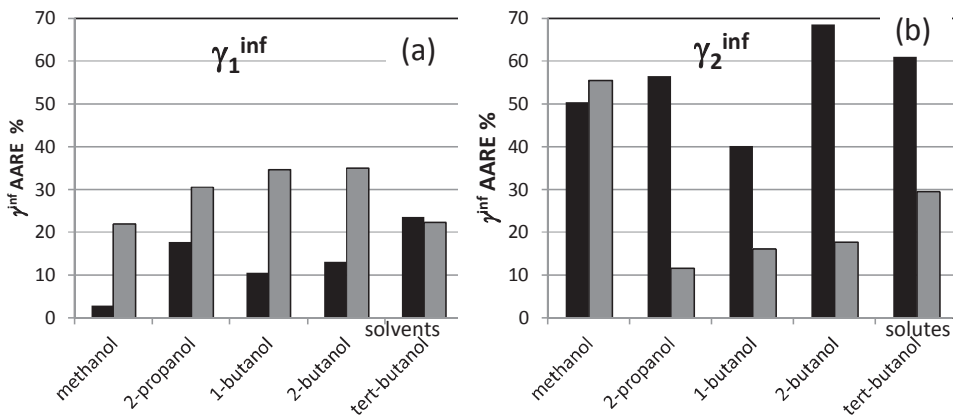 γ₁ⁱⁿᶠ
(a)
γⁱⁿᶠ AARE %
70
60
50
40
30
20
10
0
methanol
2-propanol
1-butanol
2-butanol
tert-butanol
solvents
γ₂ⁱⁿᶠ
(b)
γⁱⁿᶠ AARE %
70
60
50
40
30
20
10
0
methanol
2-propanol
1-butanol
2-butanol
tert-butanol
solutes